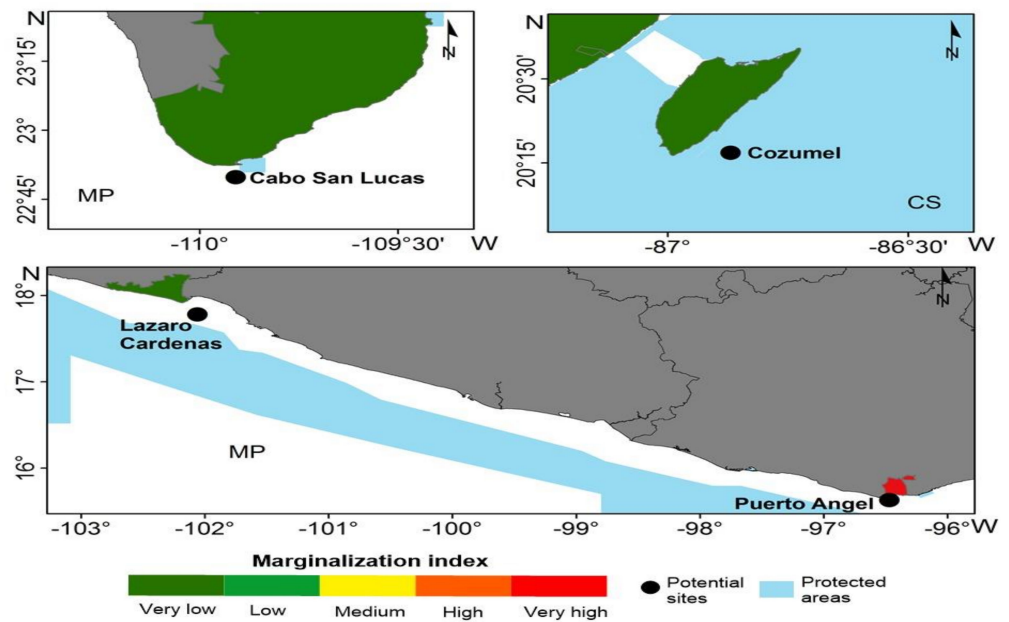 N
N
23°15'
23°
22°45'
MP
Cabo San Lucas
-110°
-109°30'
W
N
N
20°30'
20°15'
Cozumel
CS
-87°
-86°30'
W
N
N
18°
17°
16°
Lazaro
Cardenas
MP
Puerto Angel
-103°
-102°
-101°
-100°
-99°
-98°
-97°
-96°
W
Marginalization index
Very low
Low
Medium
High
Very high
Potential
sites
Protected
areas